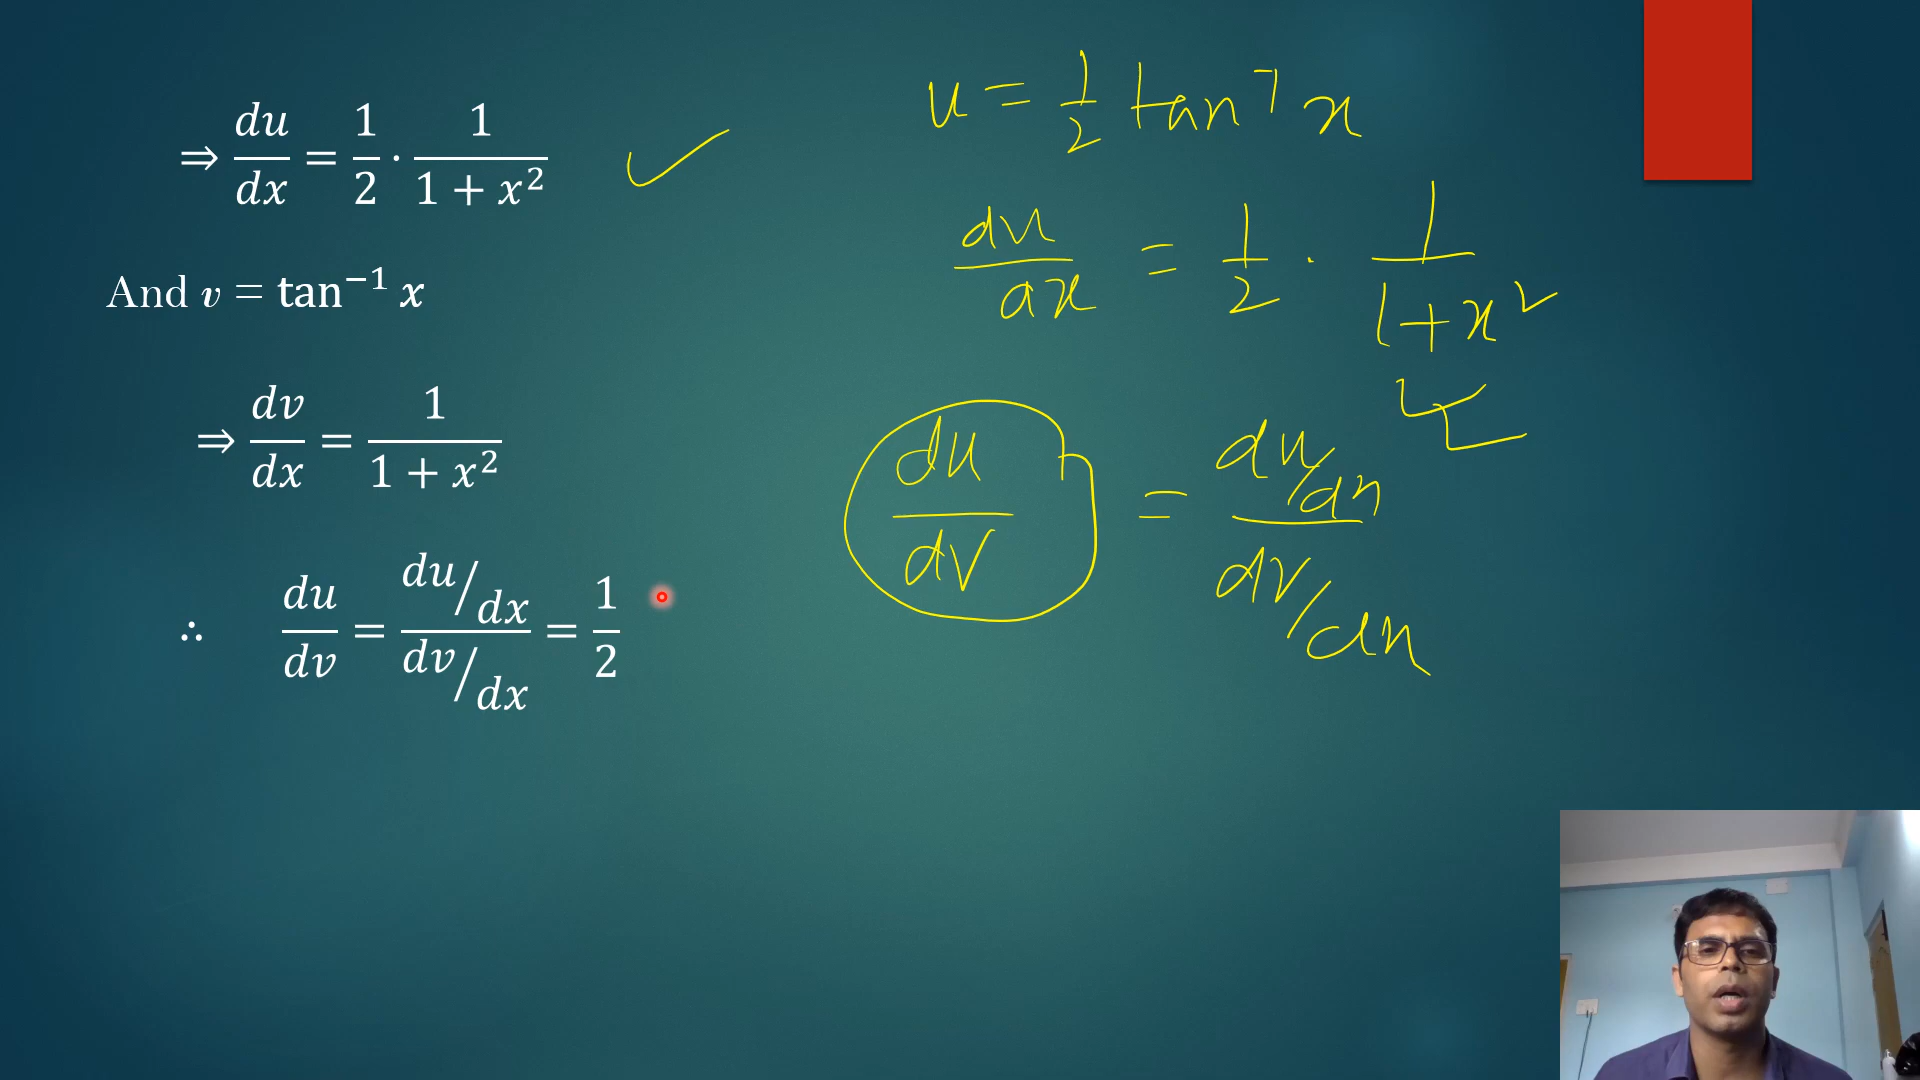 ⇒ du/dx = 1/2 · 1/(1 + x²)
And v = tan⁻¹ x
⇒ dv/dx = 1/(1 + x²)
∴ du/dv = (du/dx)/(dv/dx) = 1/2
u = 1/2 tan⁻¹ x
du/dx = 1/2 · 1/(1+x²)
du/dv = (du/dx)/(dv/dx)